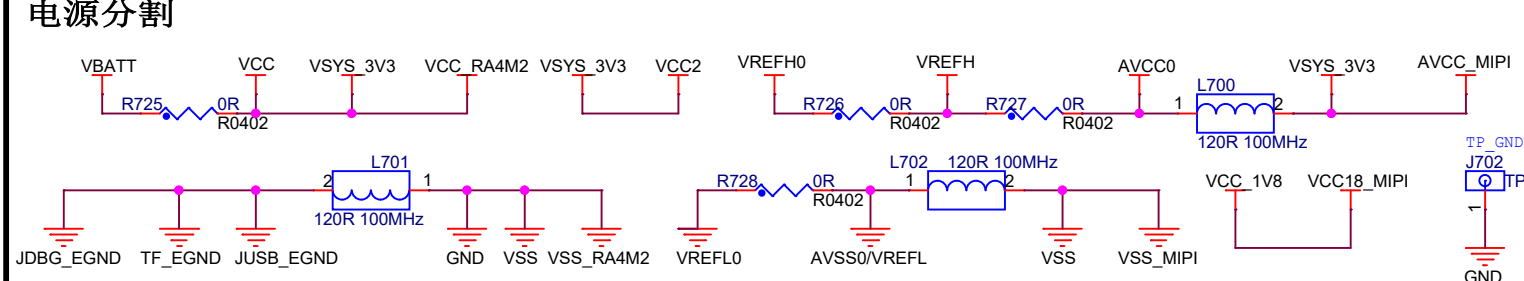 电源分割
VBATT VCC VSYS_3V3 VCC_RA4M2 VSYS_3V3 VCC2 VREFH0 VREFH AVCC0 VSYS_3V3 AVCC_MIPI
L700
R725 0R R726 0R R727 0R 1 2
R0402 R0402 R0402
120R 100MHz
TP_GND
L701 L702 120R 100MHz J702
2 1 R728 0R 1 2 VCC_1V8 VCC18_MIPI TP
R0402
120R 100MHz
1
JDBG_EGND TF_EGND JUSB_EGND GND VSS VSS_RA4M2 VREFL0 AVSS0/VREFL VSS VSS_MIPI
GND